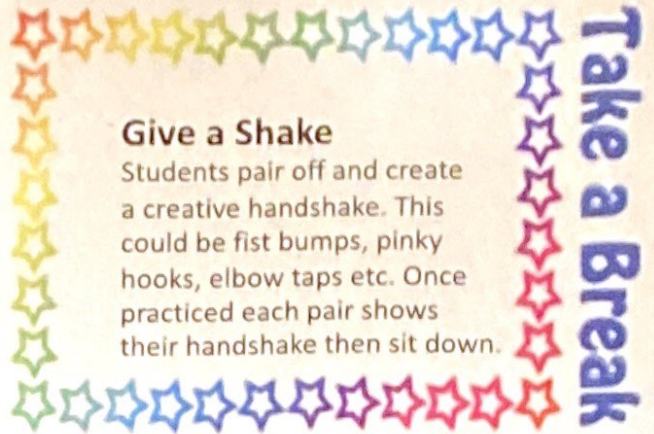 Give a Shake
Students pair off and create
a creative handshake. This
could be fist bumps, pinky
hooks, elbow taps etc. Once
practiced each pair shows
their handshake then sit down.
Take a Break